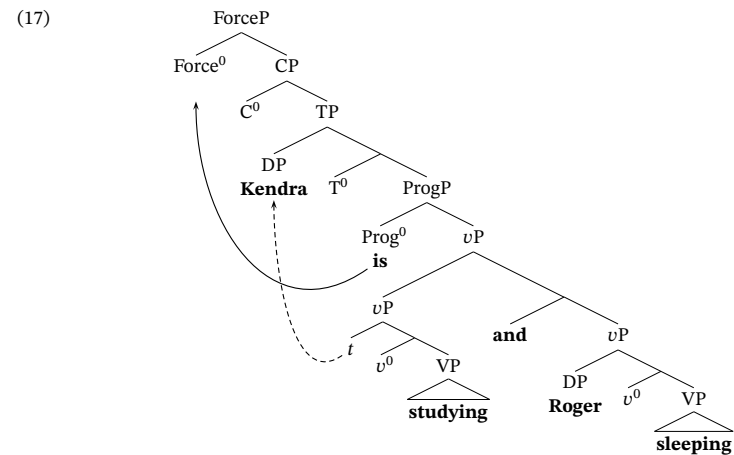 (17) ForceP
Force⁰ CP
C⁰ TP
DP
Kendra T⁰ ProgP
Prog⁰ vP
is
vP and vP
t v⁰ VP DP v⁰ VP
studying Roger
sleeping